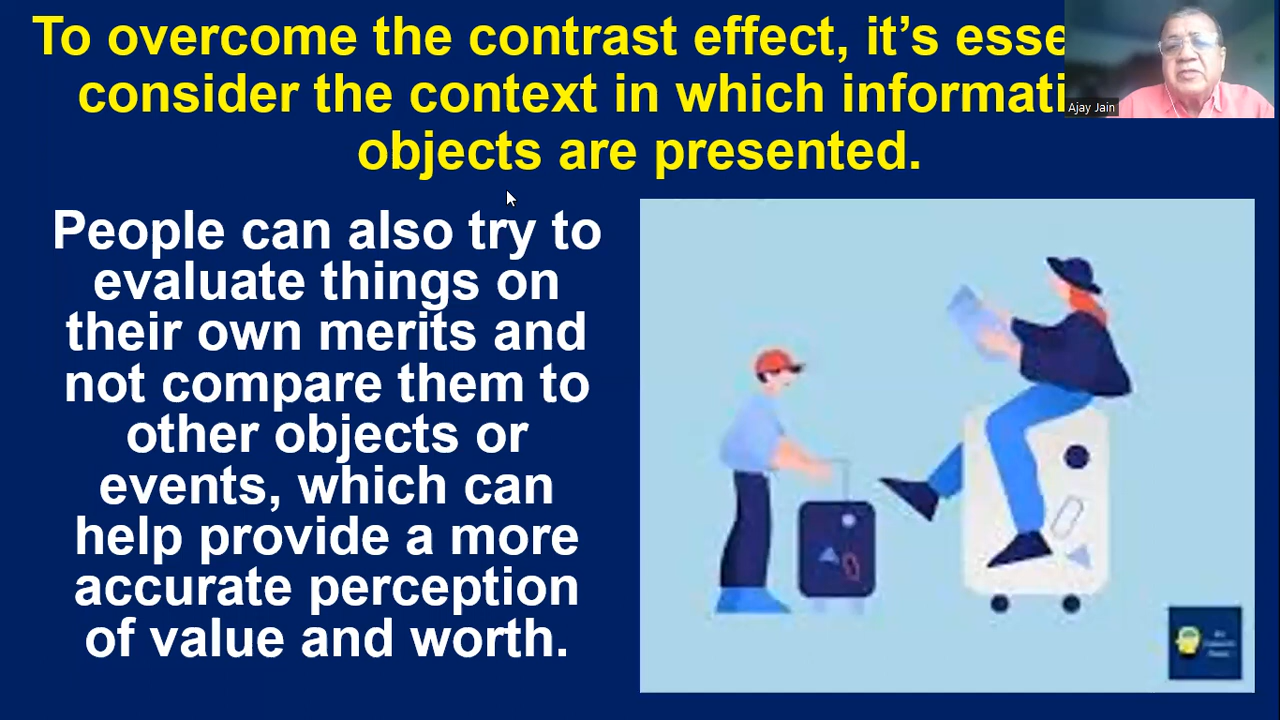 To overcome the contrast effect, it’s esse
consider the context in which informati
objects are presented.
Ajay Jain
People can also try to
evaluate things on
their own merits and
not compare them to
other objects or
events, which can
help provide a more
accurate perception
of value and worth.